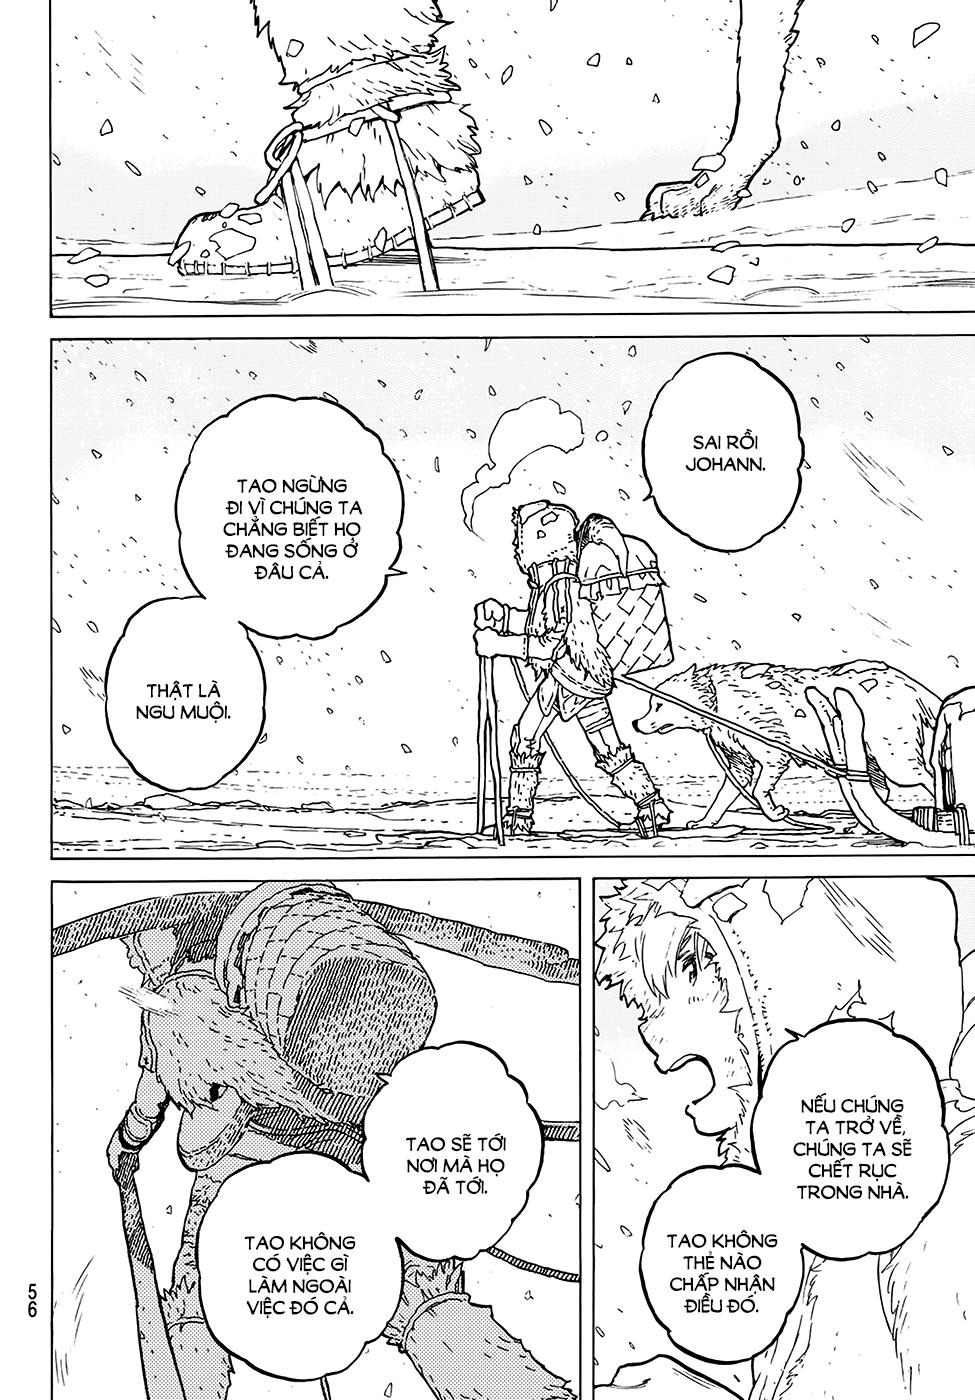 SAI RỒI
JOHANN.
TAO NGỪNG
ĐI VÌ CHÚNG TA
CHẲNG BIẾT HỌ
ĐANG SỐNG Ở
ĐÂU CẢ.
THẬT LÀ
NGU MUỘI.
NẾU CHÚNG
TA TRỞ VỀ,
CHÚNG TA SẼ
CHẾT RỤC
TRONG NHÀ.
TAO KHÔNG
THẺ NÀO
CHẤP NHẬN
ĐIỀU ĐÓ.
TAO SẼ TỚI
NƠI MÀ HỌ
ĐÃ TỚI.
TAO KHÔNG
CÓ VIỆC GÌ
LÀM NGOÀI
VIỆC ĐÓ CẢ.
56